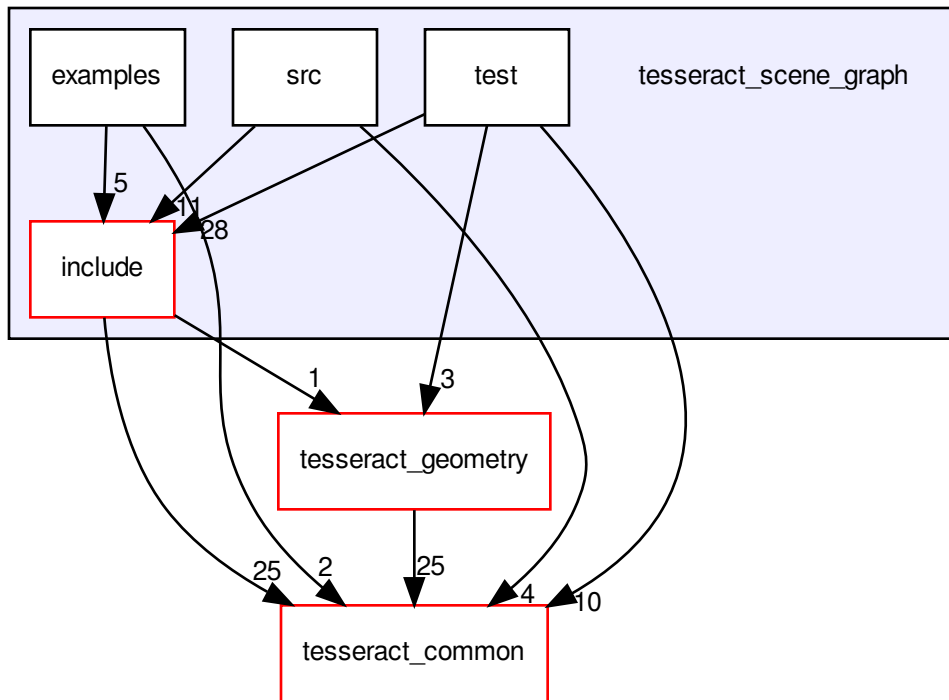 examples
src
test
tesseract_scene_graph
5
11
28
include
1
3
tesseract_geometry
25
2
25
4
10
tesseract_common